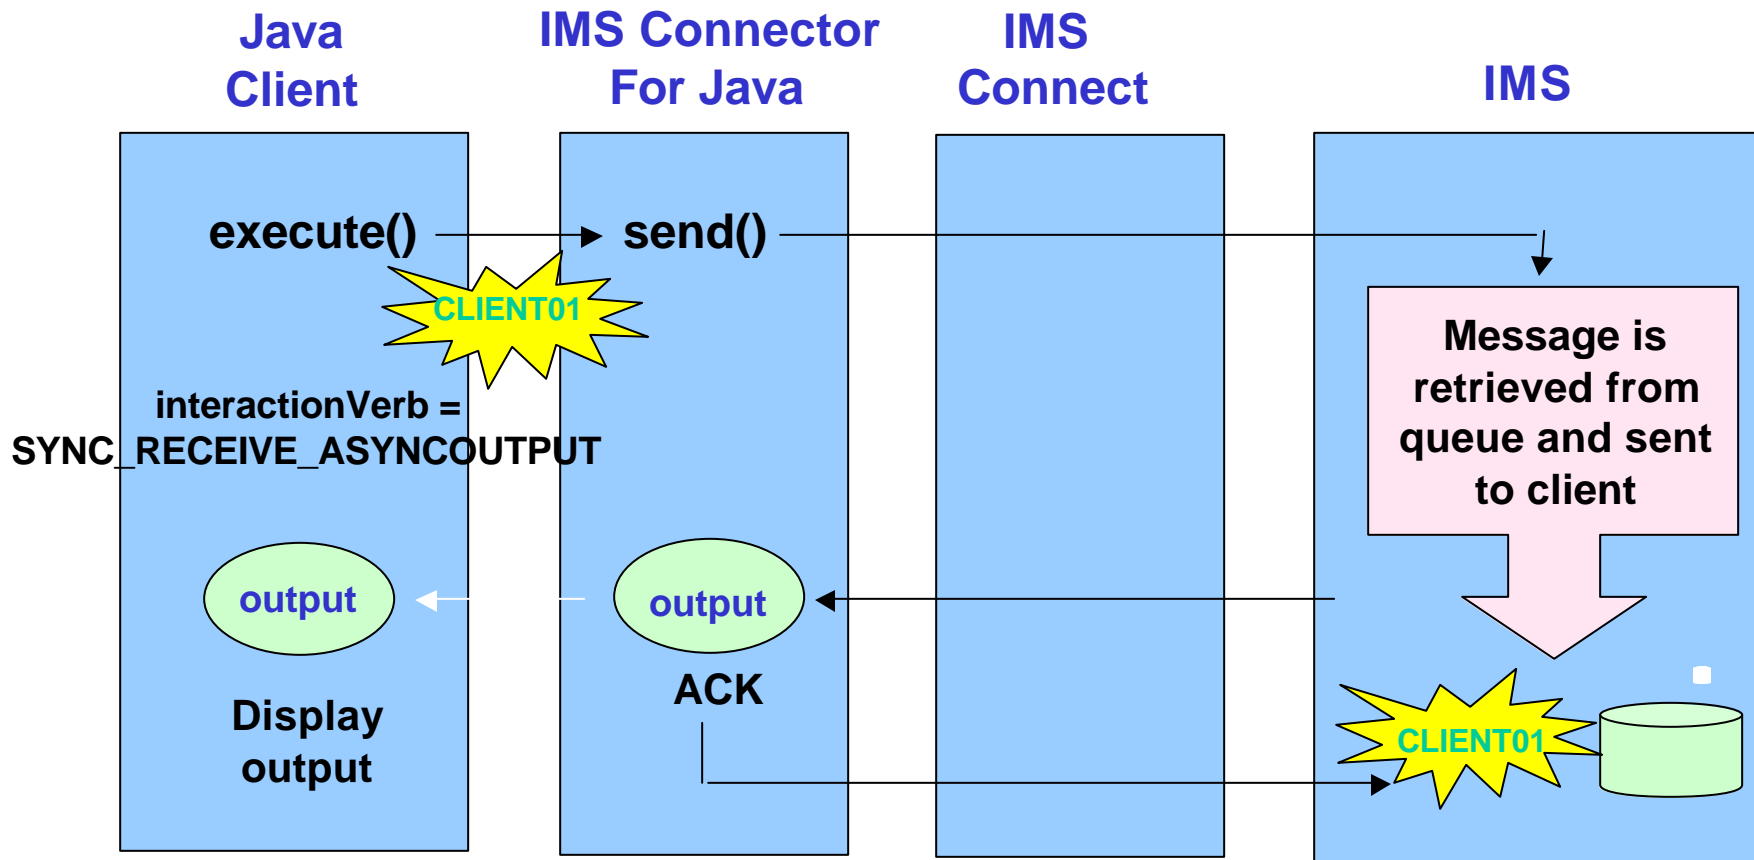 Java
Client
IMS Connector
For Java
IMS
Connect
IMS
execute()
send()
CLIENT01
interactionVerb =
SYNC_RECEIVE_ASYNCOUTPUT
Message is
retrieved from
queue and sent
to client
output
output
ACK
Display
output
CLIENT01